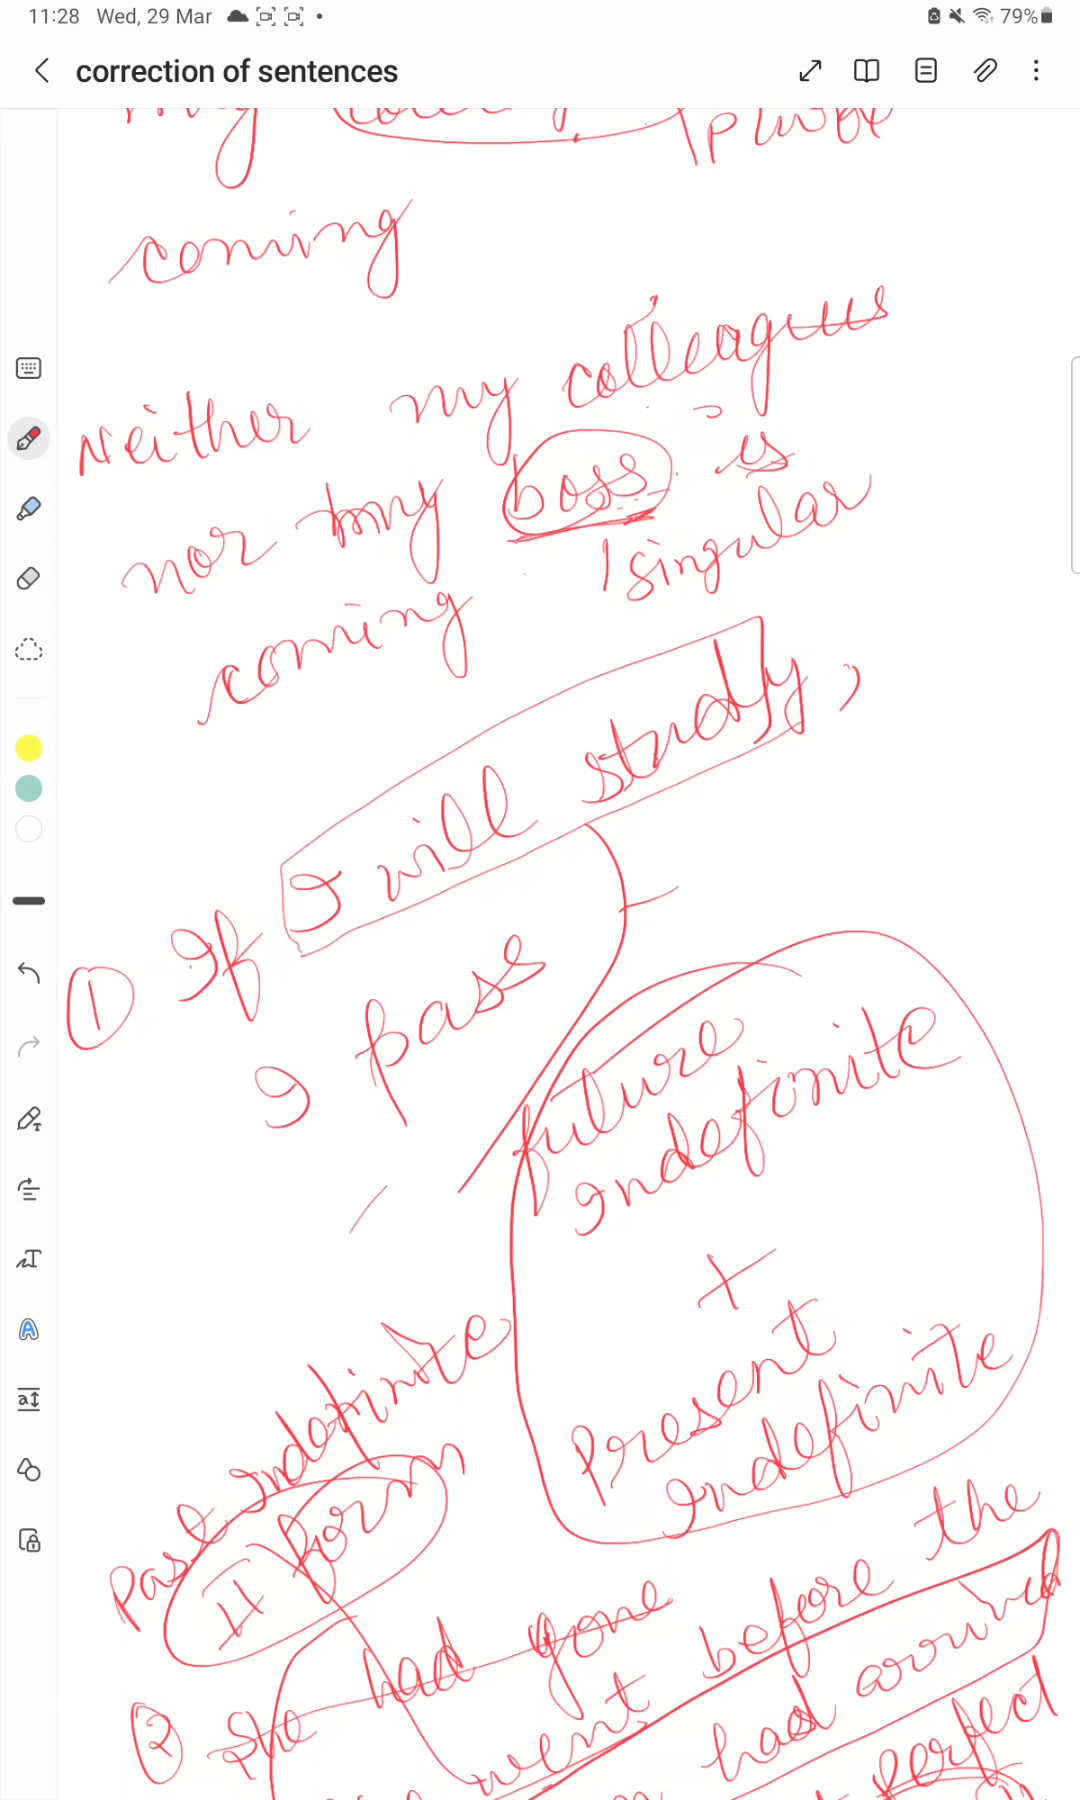 11:28 Wed, 29 Mar 79%
correction of sentences
my
coming
Neither my colleagues
nor my boss is
singular
coming
① If I will study,
I pass
future
Indefinite
+
Present
Indefinite
Past Indefinite
II form
② She had gone before the
went had arrived
perfect